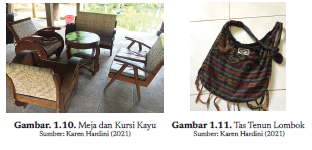 Gambar. 1.10. Meja dan Kursi Kayu
Sumber: Karen Hardini (2021)
Gambar 1.11. Tas Tenun Lombok
Sumber: Karen Hardini (2021)